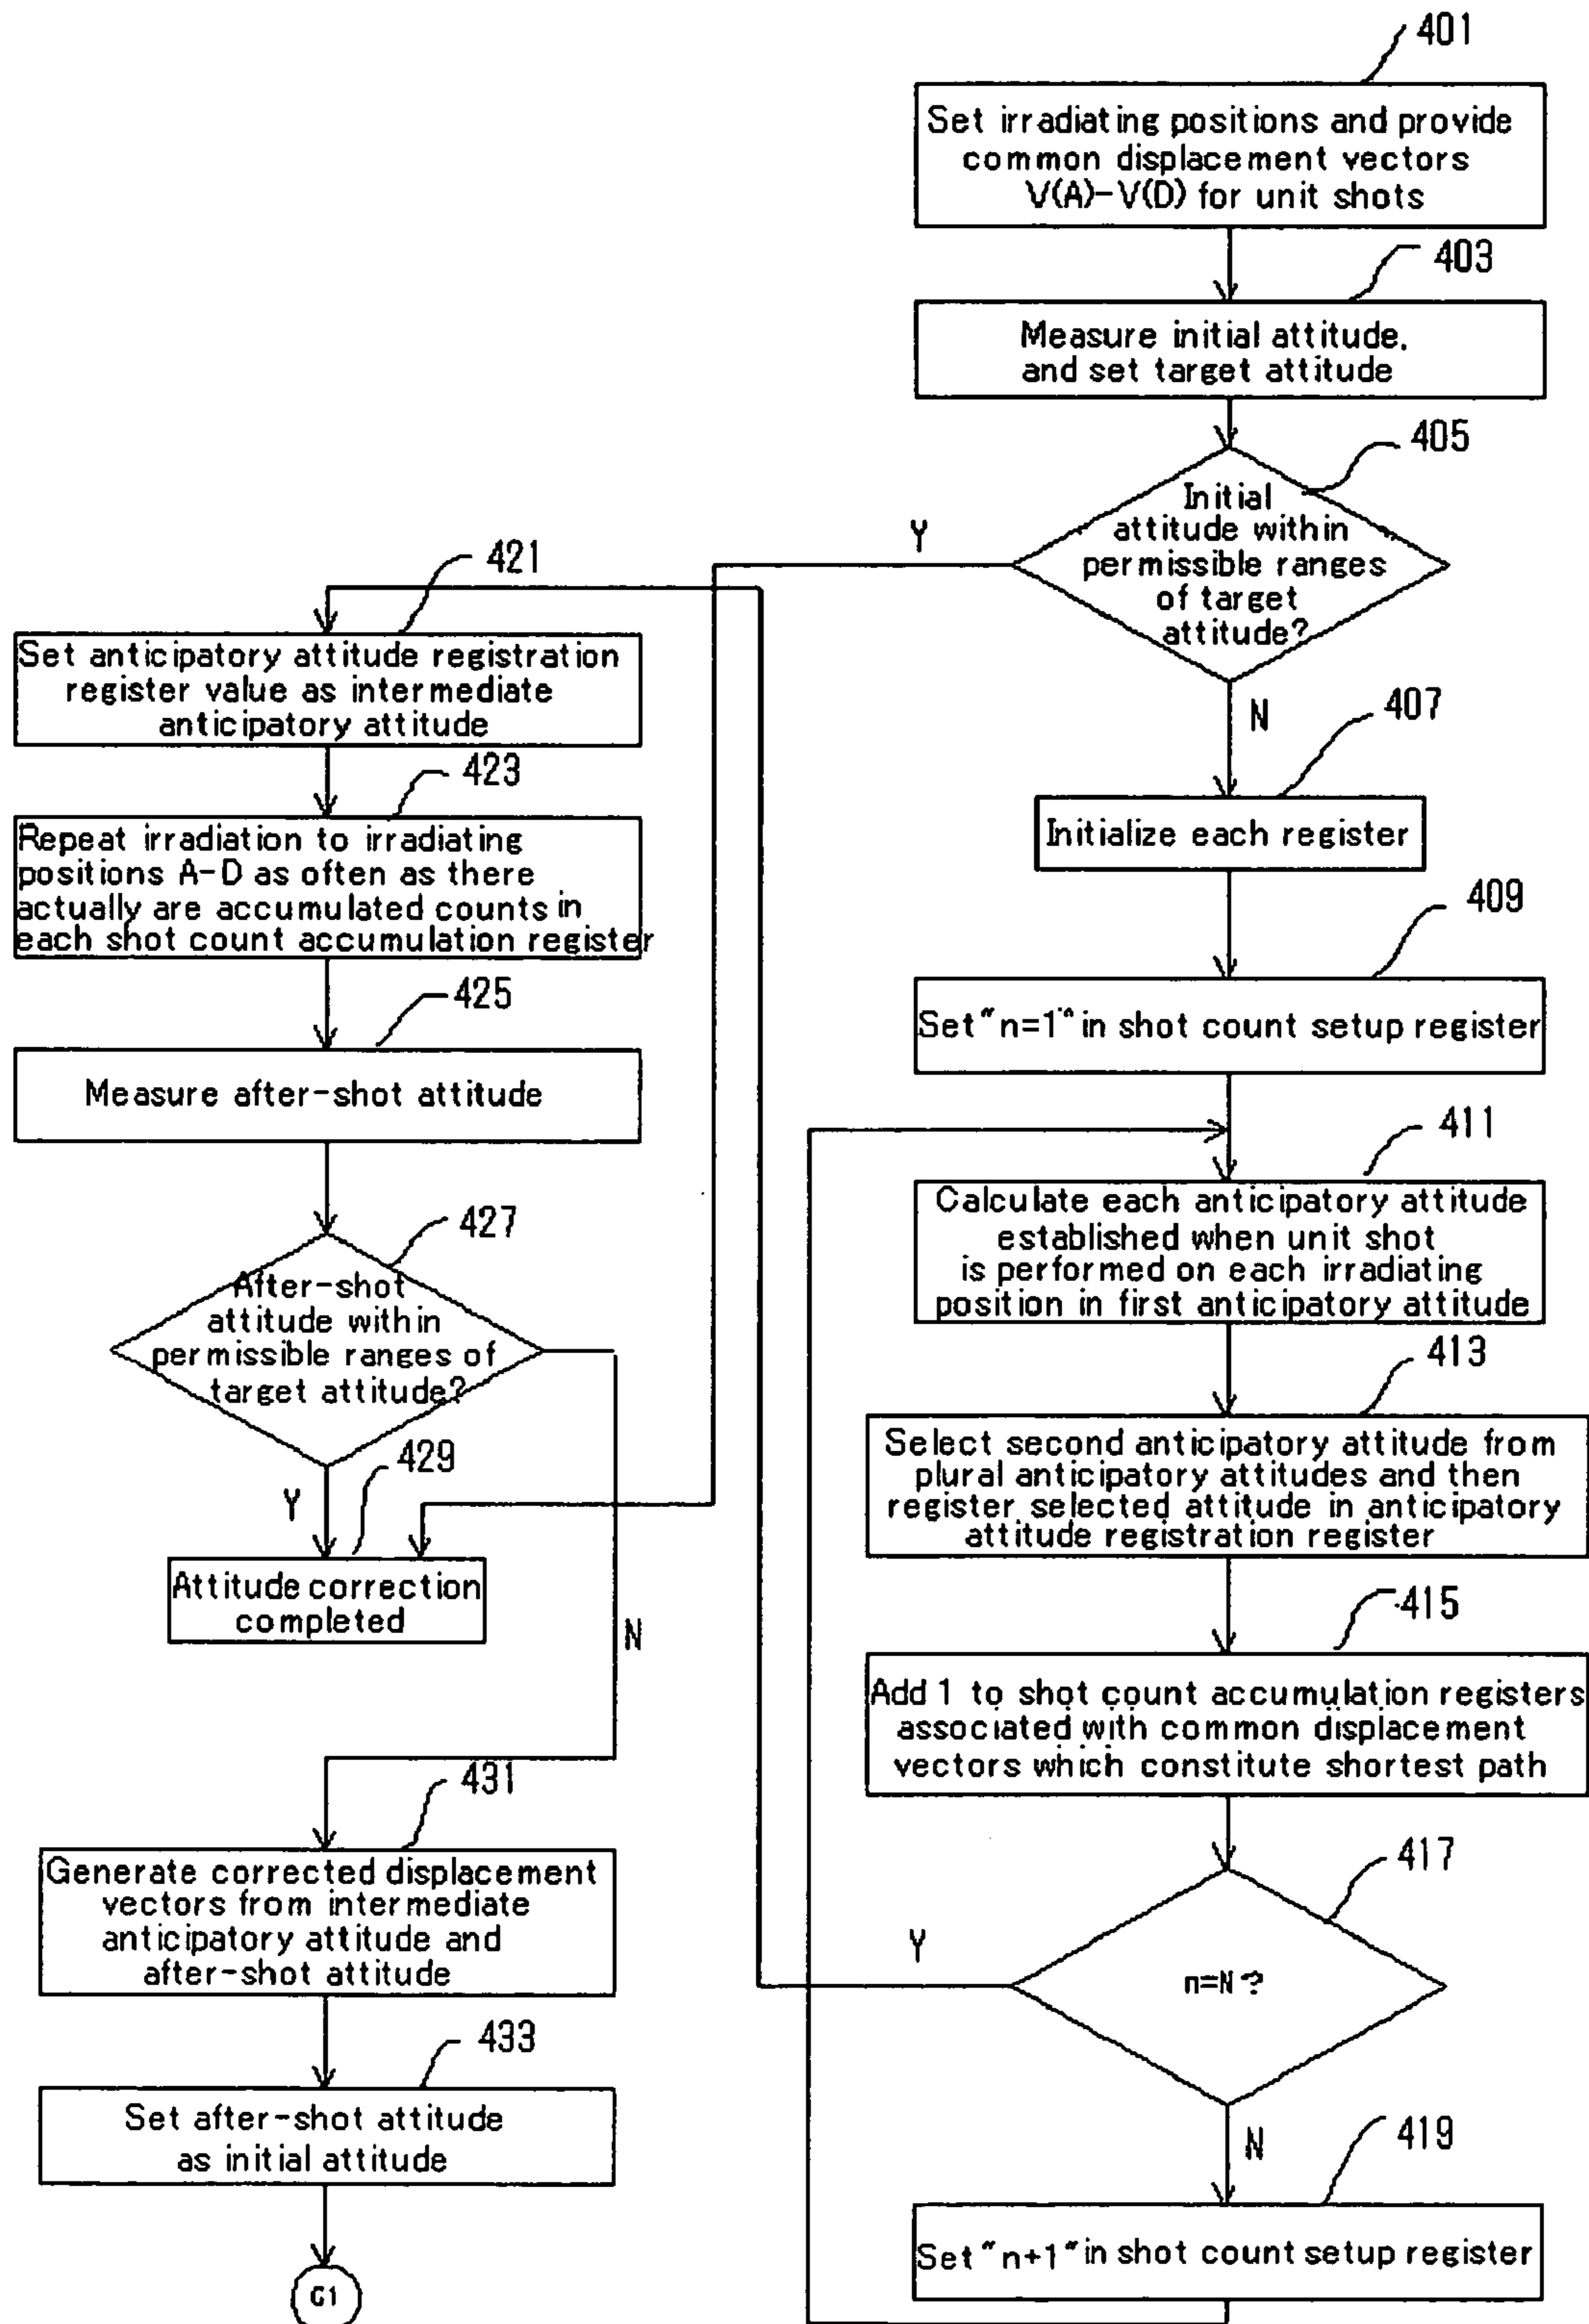 401
Set irradiating positions and provide
common displacement vectors
V(A)-V(D) for unit shots
403
Measure initial attitude.
and set target attitude
405
Initial
attitude within
permissible ranges
of target
attitude?
Y
N
407
Initialize each register
409
Set "n=1" in shot count setup register
411
Calculate each anticipatory attitude
established when unit shot
is performed on each irradiating
position in first anticipatory attitude
413
Select second anticipatory attitude from
plural anticipatory attitudes and then
register selected attitude in anticipatory
attitude registration register
415
Add 1 to shot count accumulation registers
associated with common displacement
vectors which constitute shortest path
417
n=N?
Y
N
419
Set "n+1" in shot count setup register
421
Set anticipatory attitude registration
register value as intermediate
anticipatory attitude
423
Repeat irradiation to irradiating
positions A-D as often as there
actually are accumulated counts in
each shot count accumulation register
425
Measure after-shot attitude
427
After-shot
attitude within
permissible ranges of
target attitude?
Y
N
429
Attitude correction
completed
431
Generate corrected displacement
vectors from intermediate
anticipatory attitude and
after-shot attitude
433
Set after-shot attitude
as initial attitude
G1